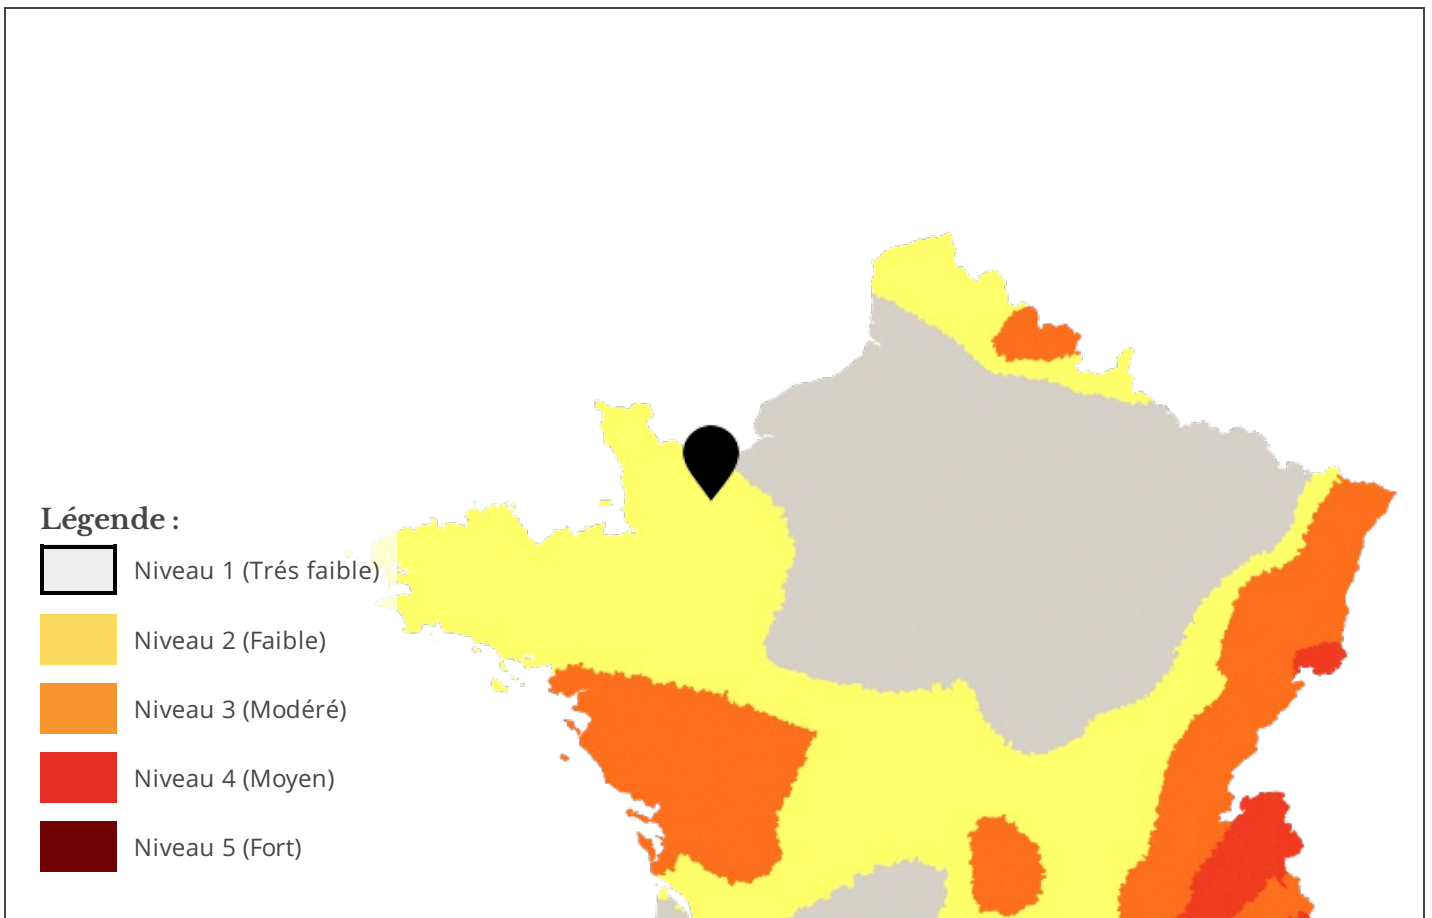 Légende :
Niveau 1 (Trés faible)
Niveau 2 (Faible)
Niveau 3 (Modéré)
Niveau 4 (Moyen)
Niveau 5 (Fort)